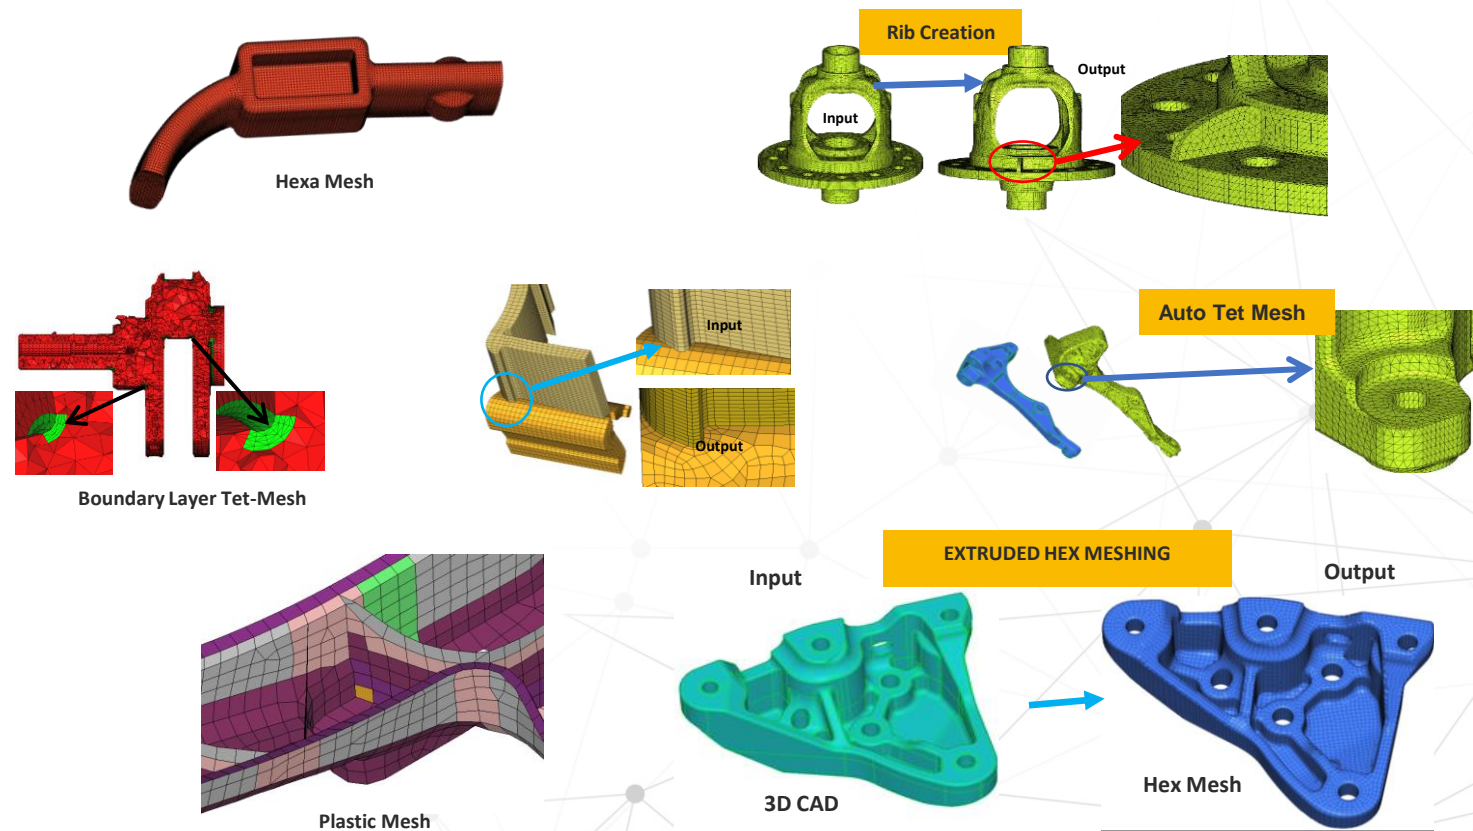 Rib Creation
Output
Input
Hexa Mesh
Input
Output
Boundary Layer Tet-Mesh
Auto Tet Mesh
EXTRUDED HEX MESHING
Input
Output
3D CAD
Hex Mesh
Plastic Mesh